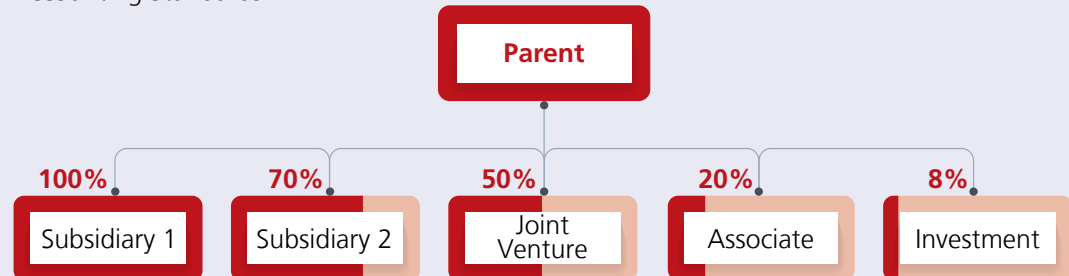 Parent
100%
70%
50%
20%
8%
Subsidiary 1
Subsidiary 2
Joint
Venture
Associate
Investment